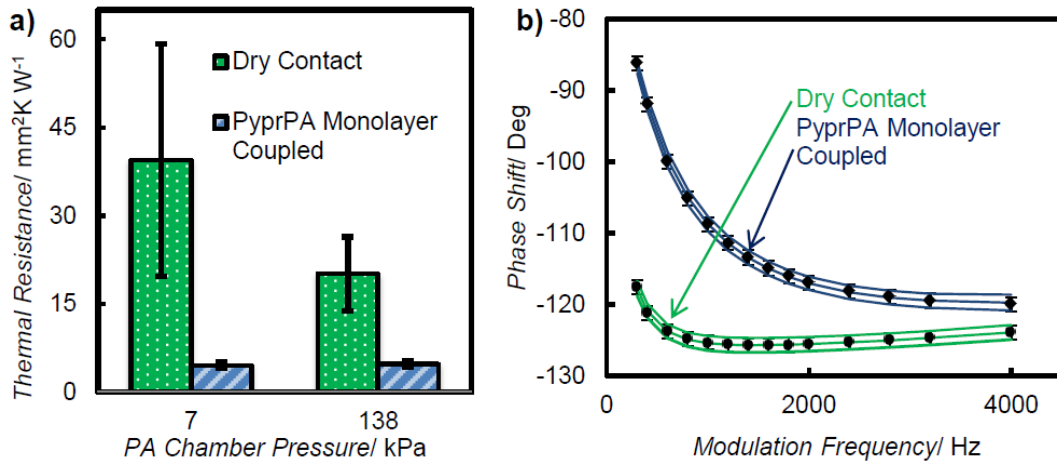 a)
Thermal Resistance/ mm²K W⁻¹
60
45
30
15
0
Dry Contact
PyprPA Monolayer
Coupled
7
138
PA Chamber Pressure/ kPa
b)
Phase Shift/ Deg
-80
-90
-100
-110
-120
-130
Dry Contact
PyprPA Monolayer
Coupled
0
2000
4000
Modulation Frequency/ Hz